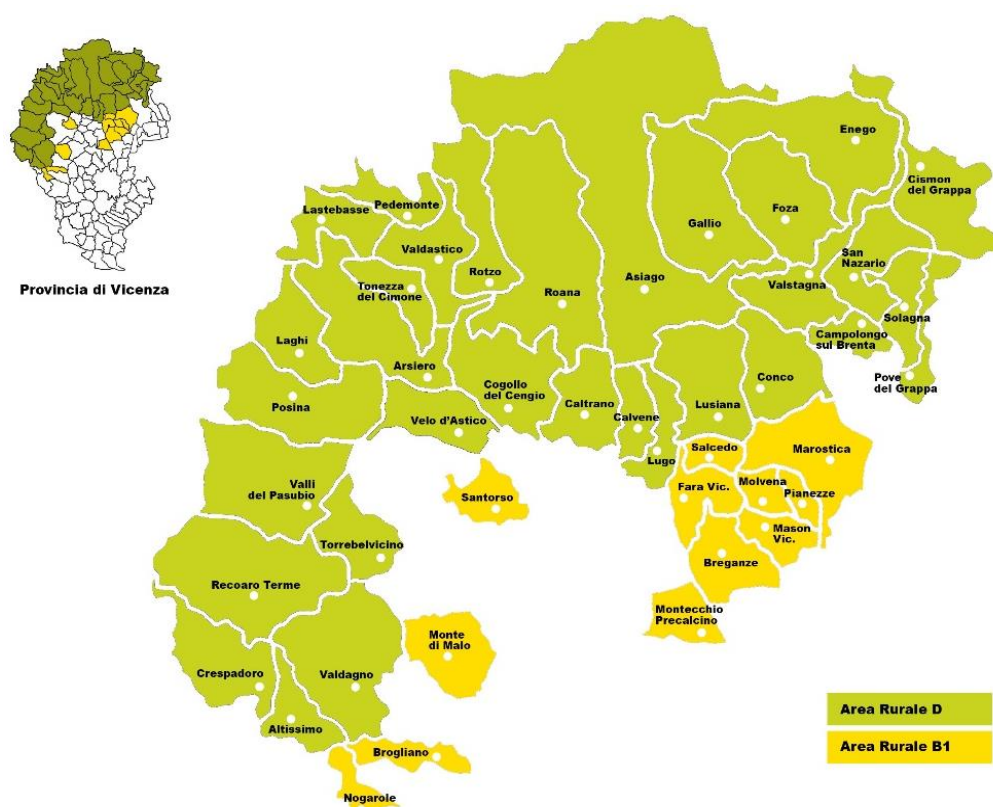 Provincia di Vicenza
Enego
Cismon
del Grappa
Lastebasse
Pedemonte
Foza
Gallio
Valdastico
San
Nazario
Rotzo
Asiago
Valstagna
Tonezza
del Cimone
Roana
Solagna
Campolongo
sul Brenta
Laghi
Arsiero
Pove
del Grappa
Conco
Cogollo
del Cengio
Posina
Caltrano
Lusiana
Velo d'Astico
Calvene
Salcedo
Marostica
Lugo
Valli
del Pasubio
Santorso
Fara Vic.
Molvena
Pianezze
Mason
Vic.
Torrebelvicino
Breganze
Recoaro Terme
Montecchio
Precalcino
Monte
di Malo
Crespadoro
Valdagno
Altissimo
Area Rurale D
Area Rurale B1
Brogliano
Nogarole